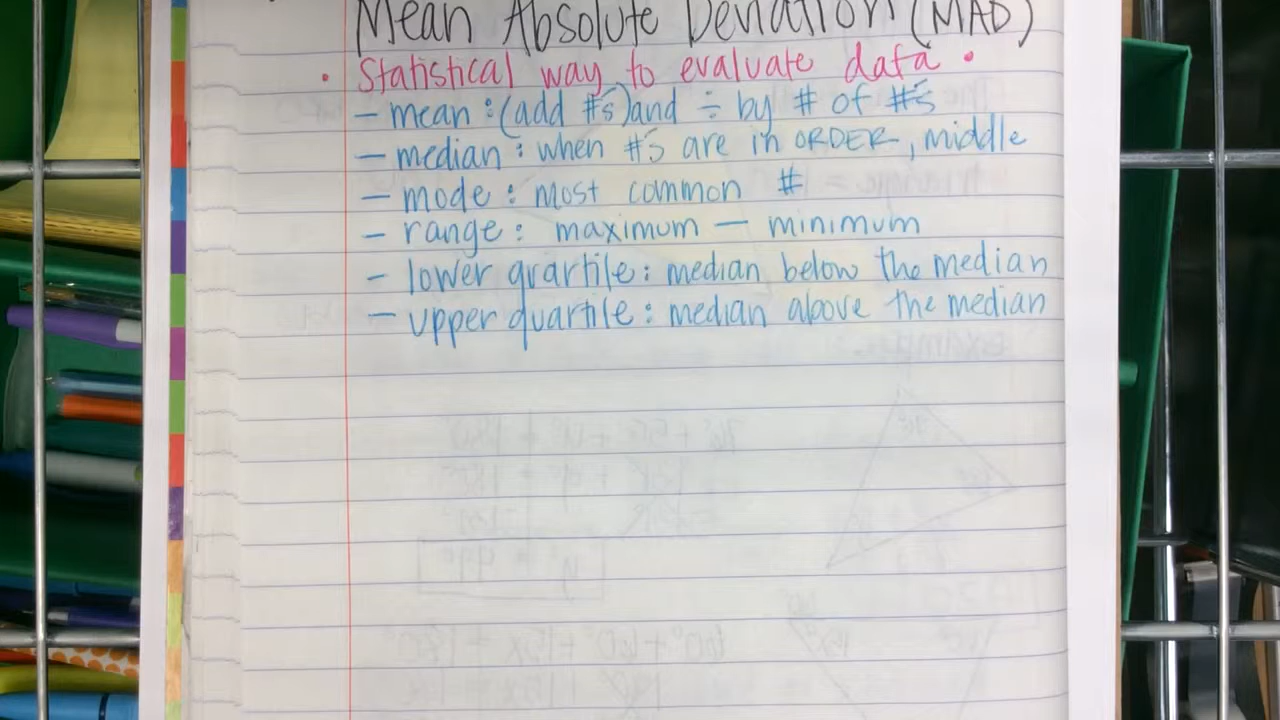 Mean Absolute Deviation (MAD)
• Statistical way to evaluate data •
– mean : (add #'s) and ÷ by # of #'s
– median : when #'s are in ORDER, middle
– mode : most common #
– range : maximum – minimum
– lower quartile : median below the median
– upper quartile : median above the median